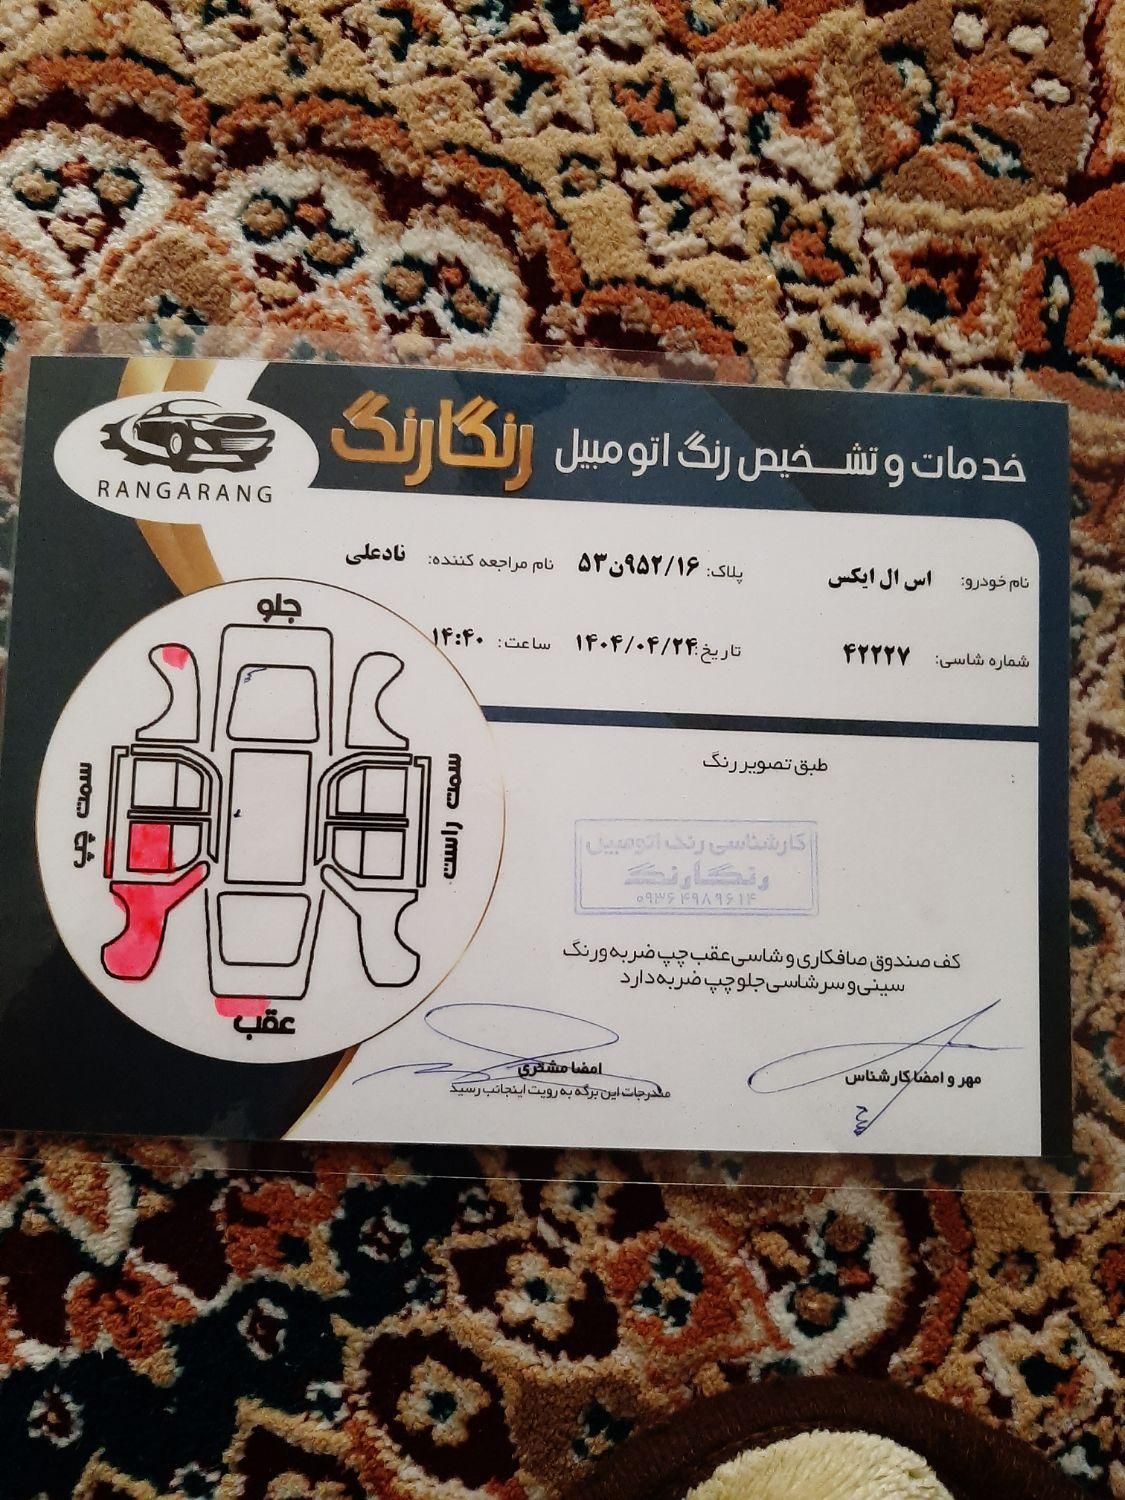 خدمات و تشخیص رنگ اتومبیل رنگارنگ
RANGARANG
نام خودرو: اس ال ایکس پلاک: ۵۳ن۹۵۲/۱۶ نام مراجعه کننده: نادعلی
شماره شاسی: ۴۲۲۲۷ تاریخ: ۱۴۰۴/۰۴/۲۴ ساعت: ۱۴:۴۰
جلو
سمت راست
سمت چپ
عقب
طبق تصویر رنگ
:
کارشناسی رنگ اتومبیل
رنگارنگ
۰۹۳۶۴۹۸۹۶۱۴
کف صندوق صافکاری و شاسی عقب چپ ضربه ورنگ
سینی و سرشاسی جلو چپ ضربه دارد
مهر و امضا کارشناس
امضا مشتری
مندرجات این برگه به رویت اینجانب رسید